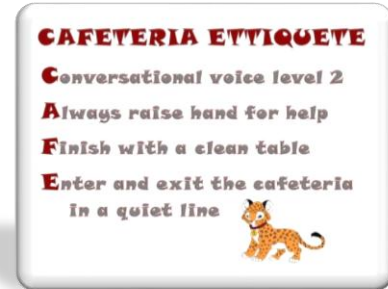 CAFETERIA ETTIQUETE
Conversational voice level 2
Always raise hand for help
Finish with a clean table
Enter and exit the cafeteria
in a quiet line